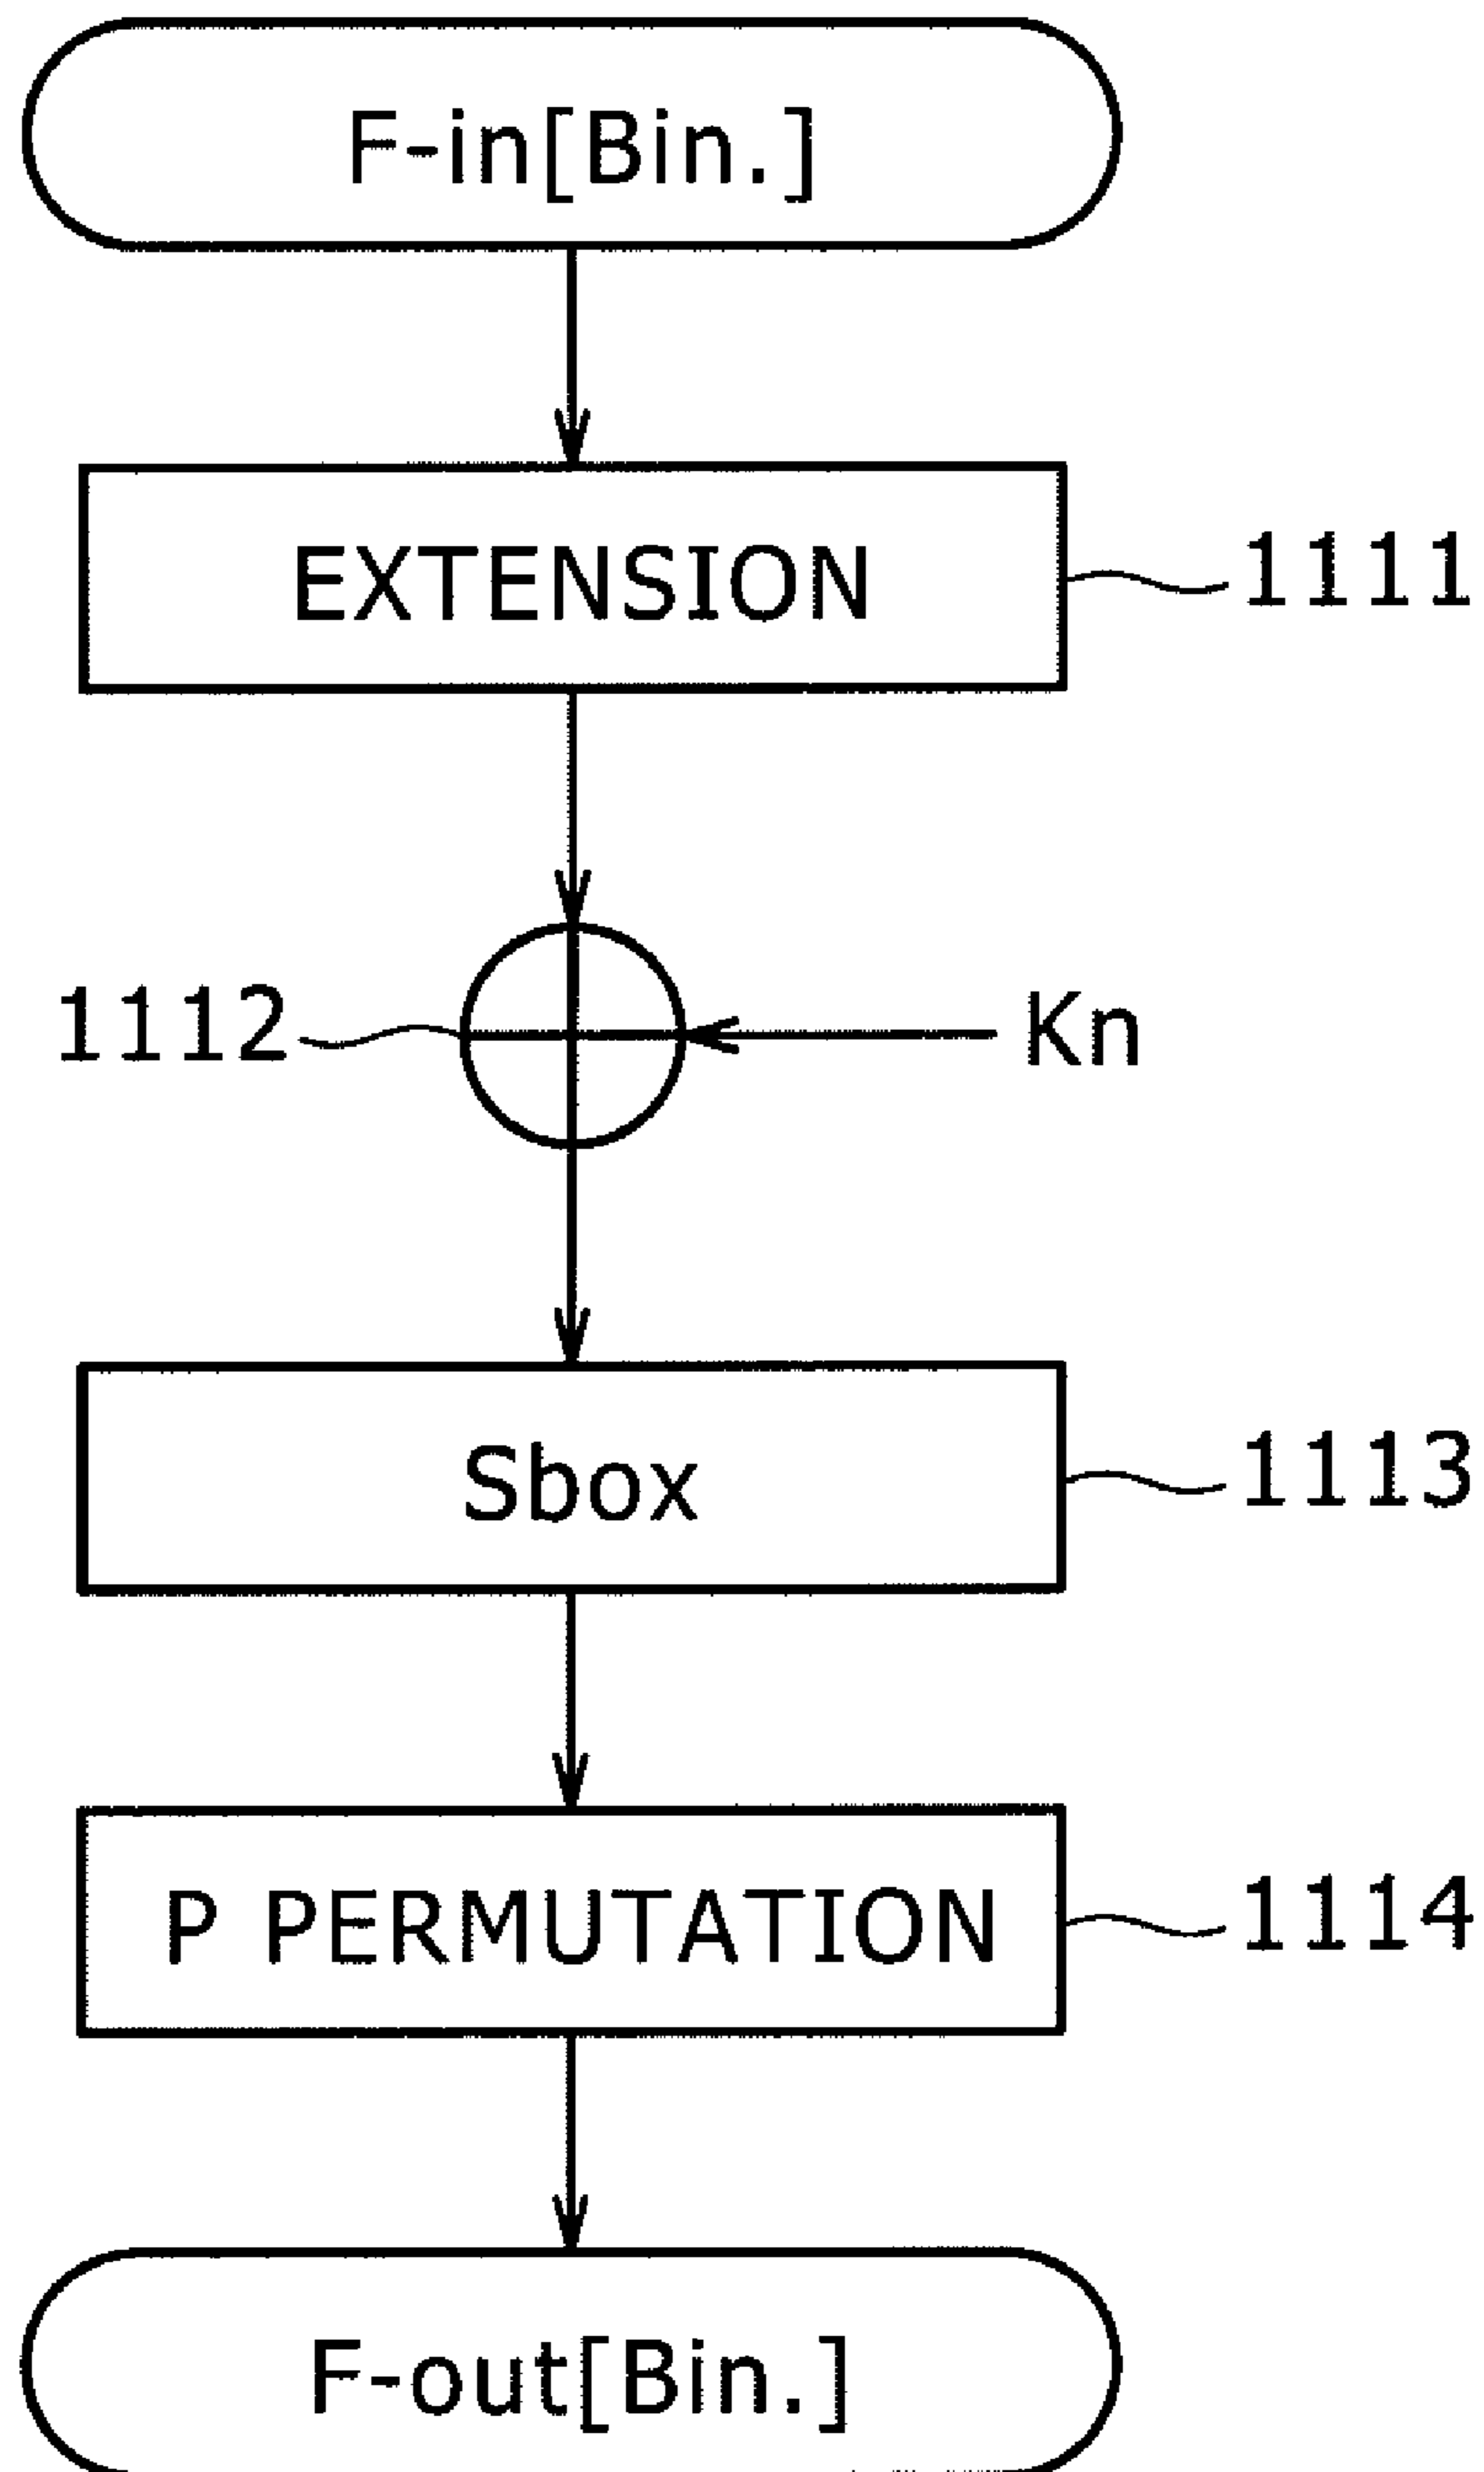 F-in[Bin.]
EXTENSION
1111
1112
Kn
Sbox
1113
P PERMUTATION
1114
F-out[Bin.]